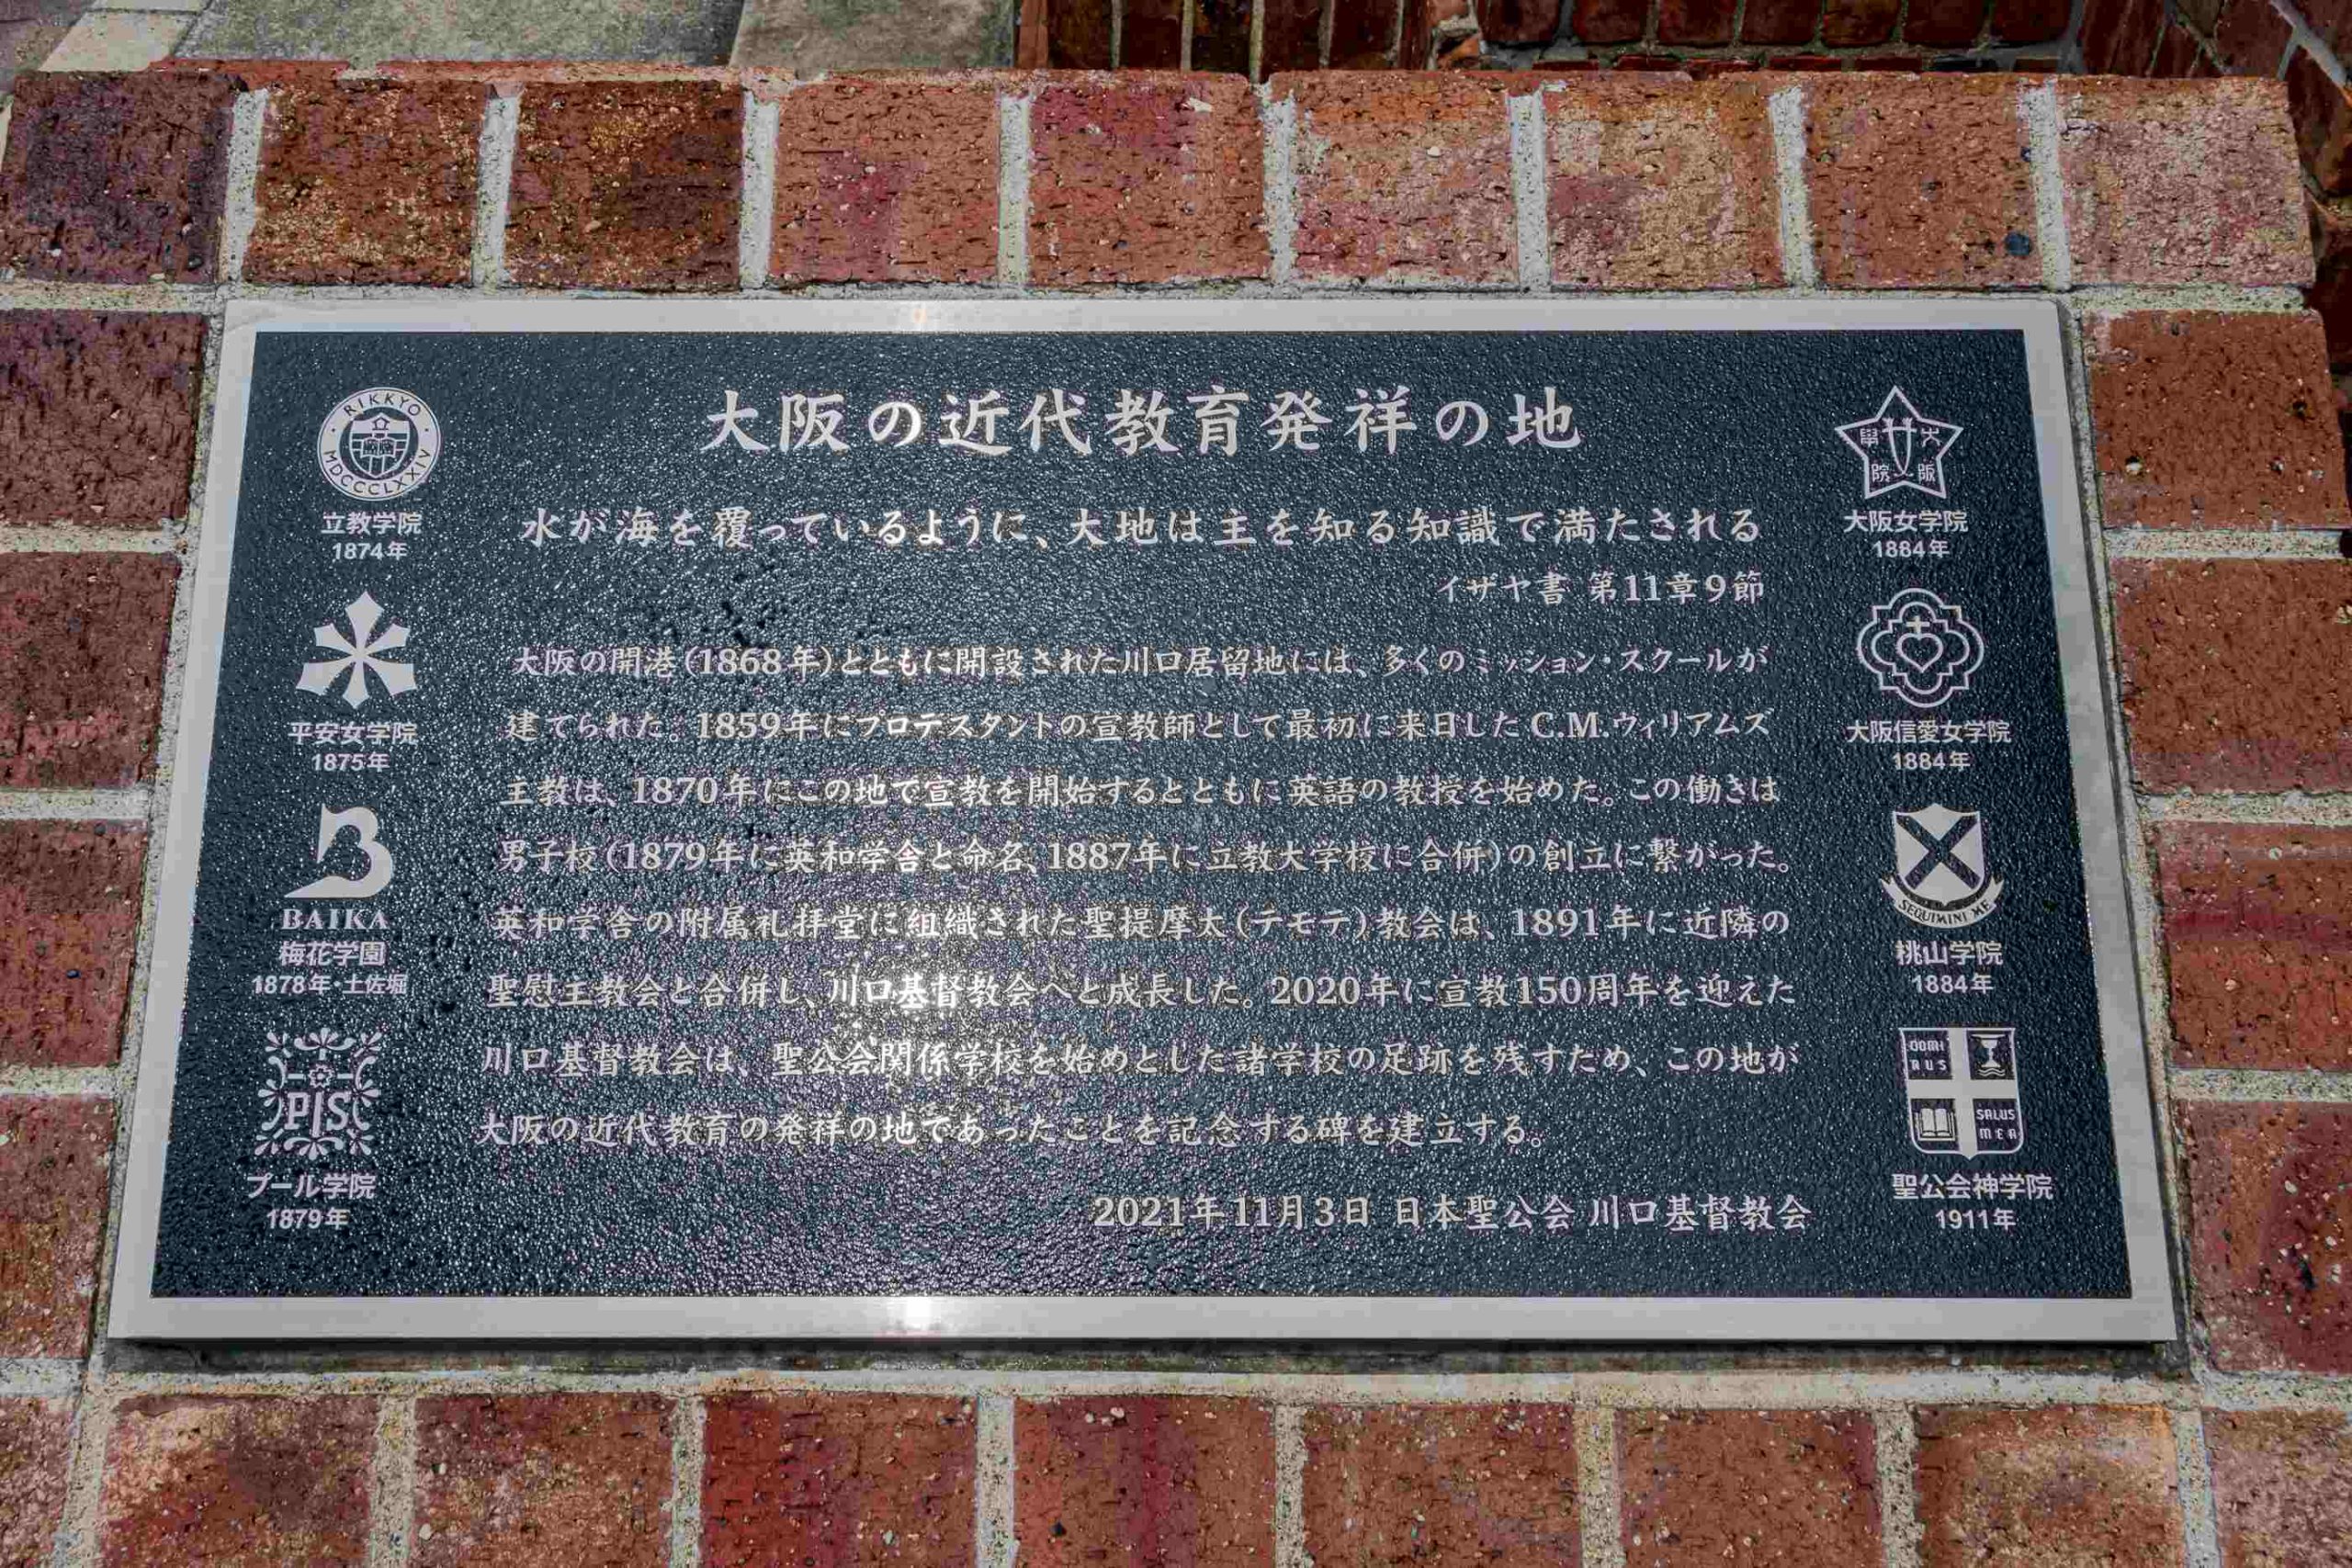 大阪の近代教育発祥の地
水が海を覆っているように、大地は主を知る知識で満たされる
イザヤ書 第11章9節
大阪の開港(1868年)とともに開設された川口居留地には、多くのミッション・スクールが
建てられた。1859年にプロテスタントの宣教師として最初に来日したC.M.ウィリアムズ
主教は、1870年にこの地で宣教を開始するとともに英語の教授を始めた。この働きは
男子校(1879年に英和学舎と命名、1887年に立教大学校に合併)の創立に繋がった。
英和学舎の附属礼拝堂に組織された聖提摩太(テモテ)教会は、1891年に近隣の
聖慰主教会と合併し、川口基督教会へと成長した。2020年に宣教150周年を迎えた
川口基督教会は、聖公会関係学校を始めとした諸学校の足跡を残すため、この地が
大阪の近代教育の発祥の地であったことを記念する碑を建立する。
2021年11月3日 日本聖公会 川口基督教会
RIKKYO
MDCCCLXXIV
立教学院
1874年
平安女学院
1875年
BAIKA
梅花学園
1878年・土佐堀
PJS
プール学院
1879年
大阪
學院
大阪女学院
1884年
大阪信愛女学院
1884年
SEQUIMINI ME
桃山学院
1884年
DOMI
NUS
SALUS
MEA
聖公会神学院
1911年